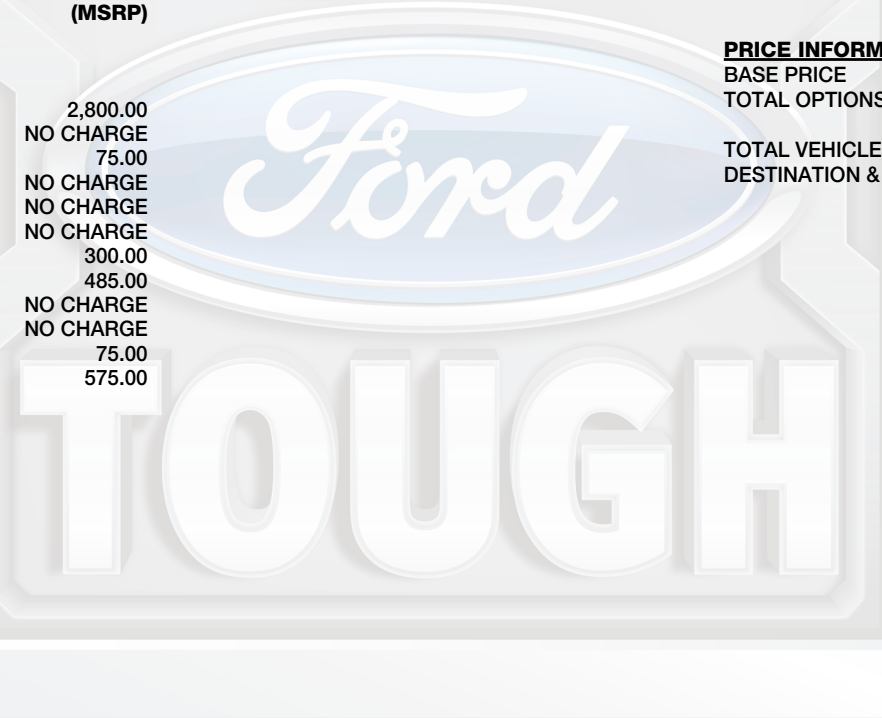 (MSRP)
2,800.00
NO CHARGE
75.00
NO CHARGE
NO CHARGE
NO CHARGE
300.00
485.00
NO CHARGE
NO CHARGE
75.00
575.00
PRICE INFORM
BASE PRICE
TOTAL OPTIONS
TOTAL VEHICLE
DESTINATION &
Ford
TOUGH